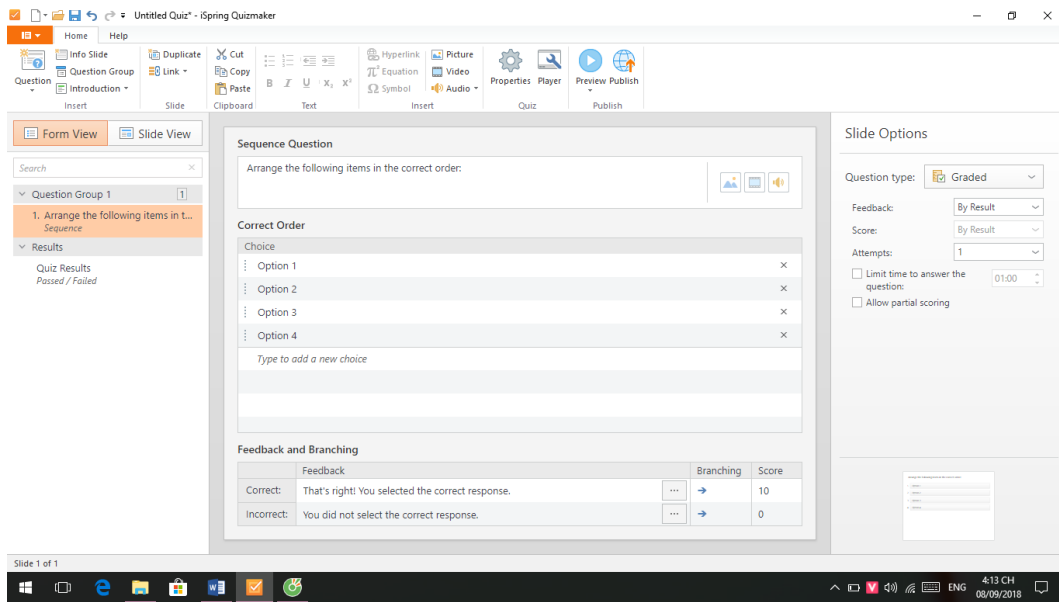 Untitled Quiz* - iSpring Quizmaker
Home Help
Question
Info Slide
Question Group
Introduction
Insert
Duplicate
Link
Slide
Cut
Copy
Paste
Clipboard
B I U X₂ X²
Text
Hyperlink
Equation
Symbol
Picture
Video
Audio
Insert
Properties
Player
Quiz
Preview
Publish
Publish
Form View
Slide View
Search
Question Group 1 1
1. Arrange the following items in t...
Sequence
Results
Quiz Results
Passed / Failed
Sequence Question
Arrange the following items in the correct order:
Correct Order
Choice
Option 1
Option 2
Option 3
Option 4
Type to add a new choice
Feedback and Branching
Feedback Branching Score
Correct: That's right! You selected the correct response. ... 10
Incorrect: You did not select the correct response. ... 0
Slide Options
Question type: Graded
Feedback: By Result
Score: By Result
Attempts: 1
Limit time to answer the
question: 01:00
Allow partial scoring
Slide 1 of 1
ENG
4:13 CH
08/09/2018